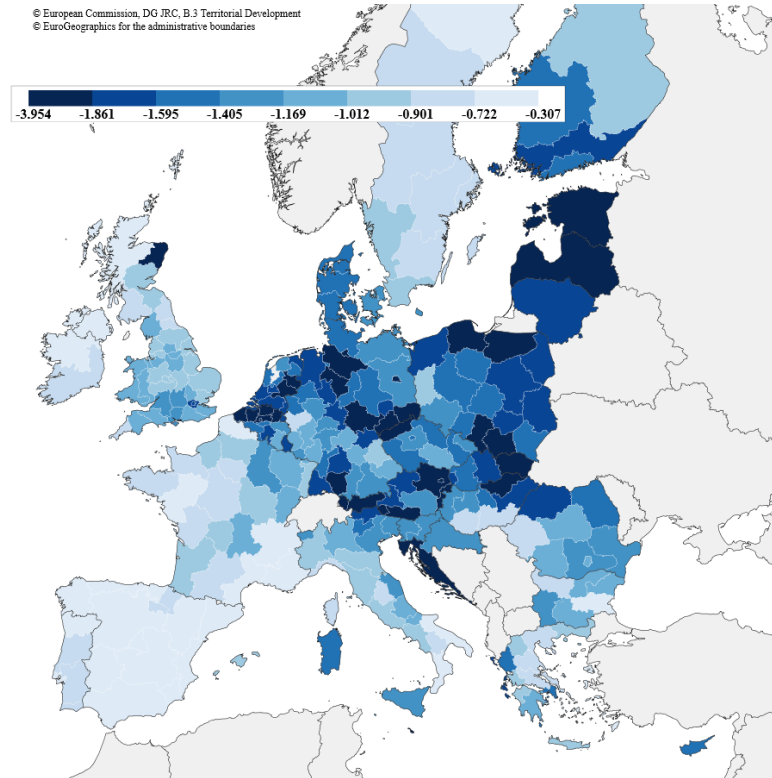 © European Commission, DG JRC, B.3 Territorial Development
© EuroGeographics for the administrative boundaries
-3.954 -1.861 -1.595 -1.405 -1.169 -1.012 -0.901 -0.722 -0.307